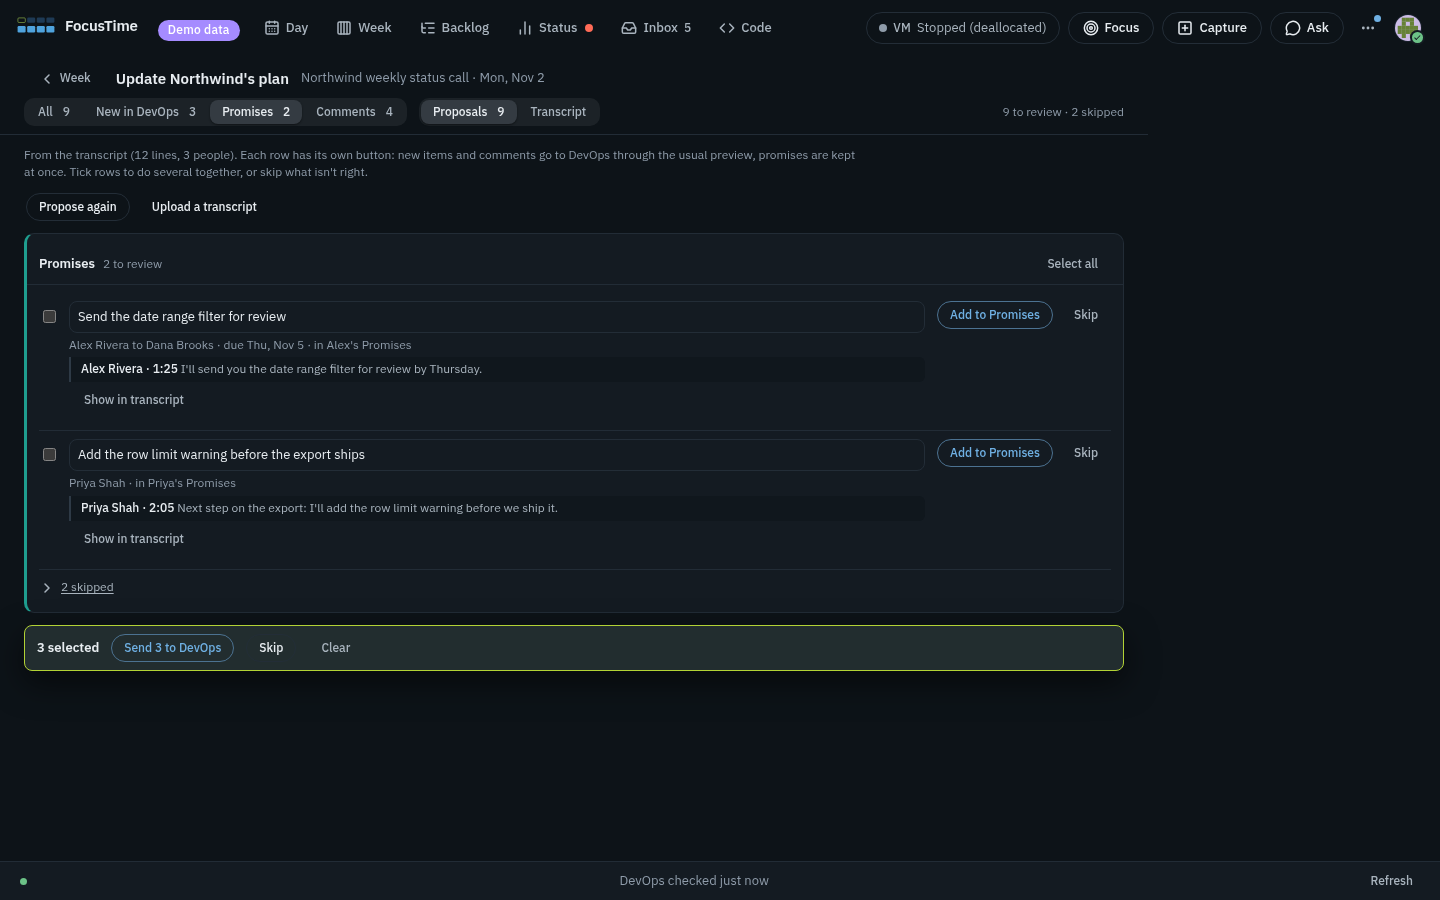 FocusTime
Demo data
Day
Week
Backlog
Status
Inbox 5
Code
VM Stopped (deallocated)
Focus
Capture
Ask
Week
Update Northwind's plan
Northwind weekly status call · Mon, Nov 2
All 9
New in DevOps 3
Promises 2
Comments 4
Proposals 9
Transcript
9 to review · 2 skipped
From the transcript (12 lines, 3 people). Each row has its own button: new items and comments go to DevOps through the usual preview, promises are kept
at once. Tick rows to do several together, or skip what isn't right.
Propose again
Upload a transcript
Promises 2 to review
Select all
Send the date range filter for review
Add to Promises
Skip
Alex Rivera to Dana Brooks · due Thu, Nov 5 · in Alex's Promises
Alex Rivera · 1:25 I'll send you the date range filter for review by Thursday.
Show in transcript
Add the row limit warning before the export ships
Add to Promises
Skip
Priya Shah · in Priya's Promises
Priya Shah · 2:05 Next step on the export: I'll add the row limit warning before we ship it.
Show in transcript
2 skipped
3 selected
Send 3 to DevOps
Skip
Clear
DevOps checked just now
Refresh